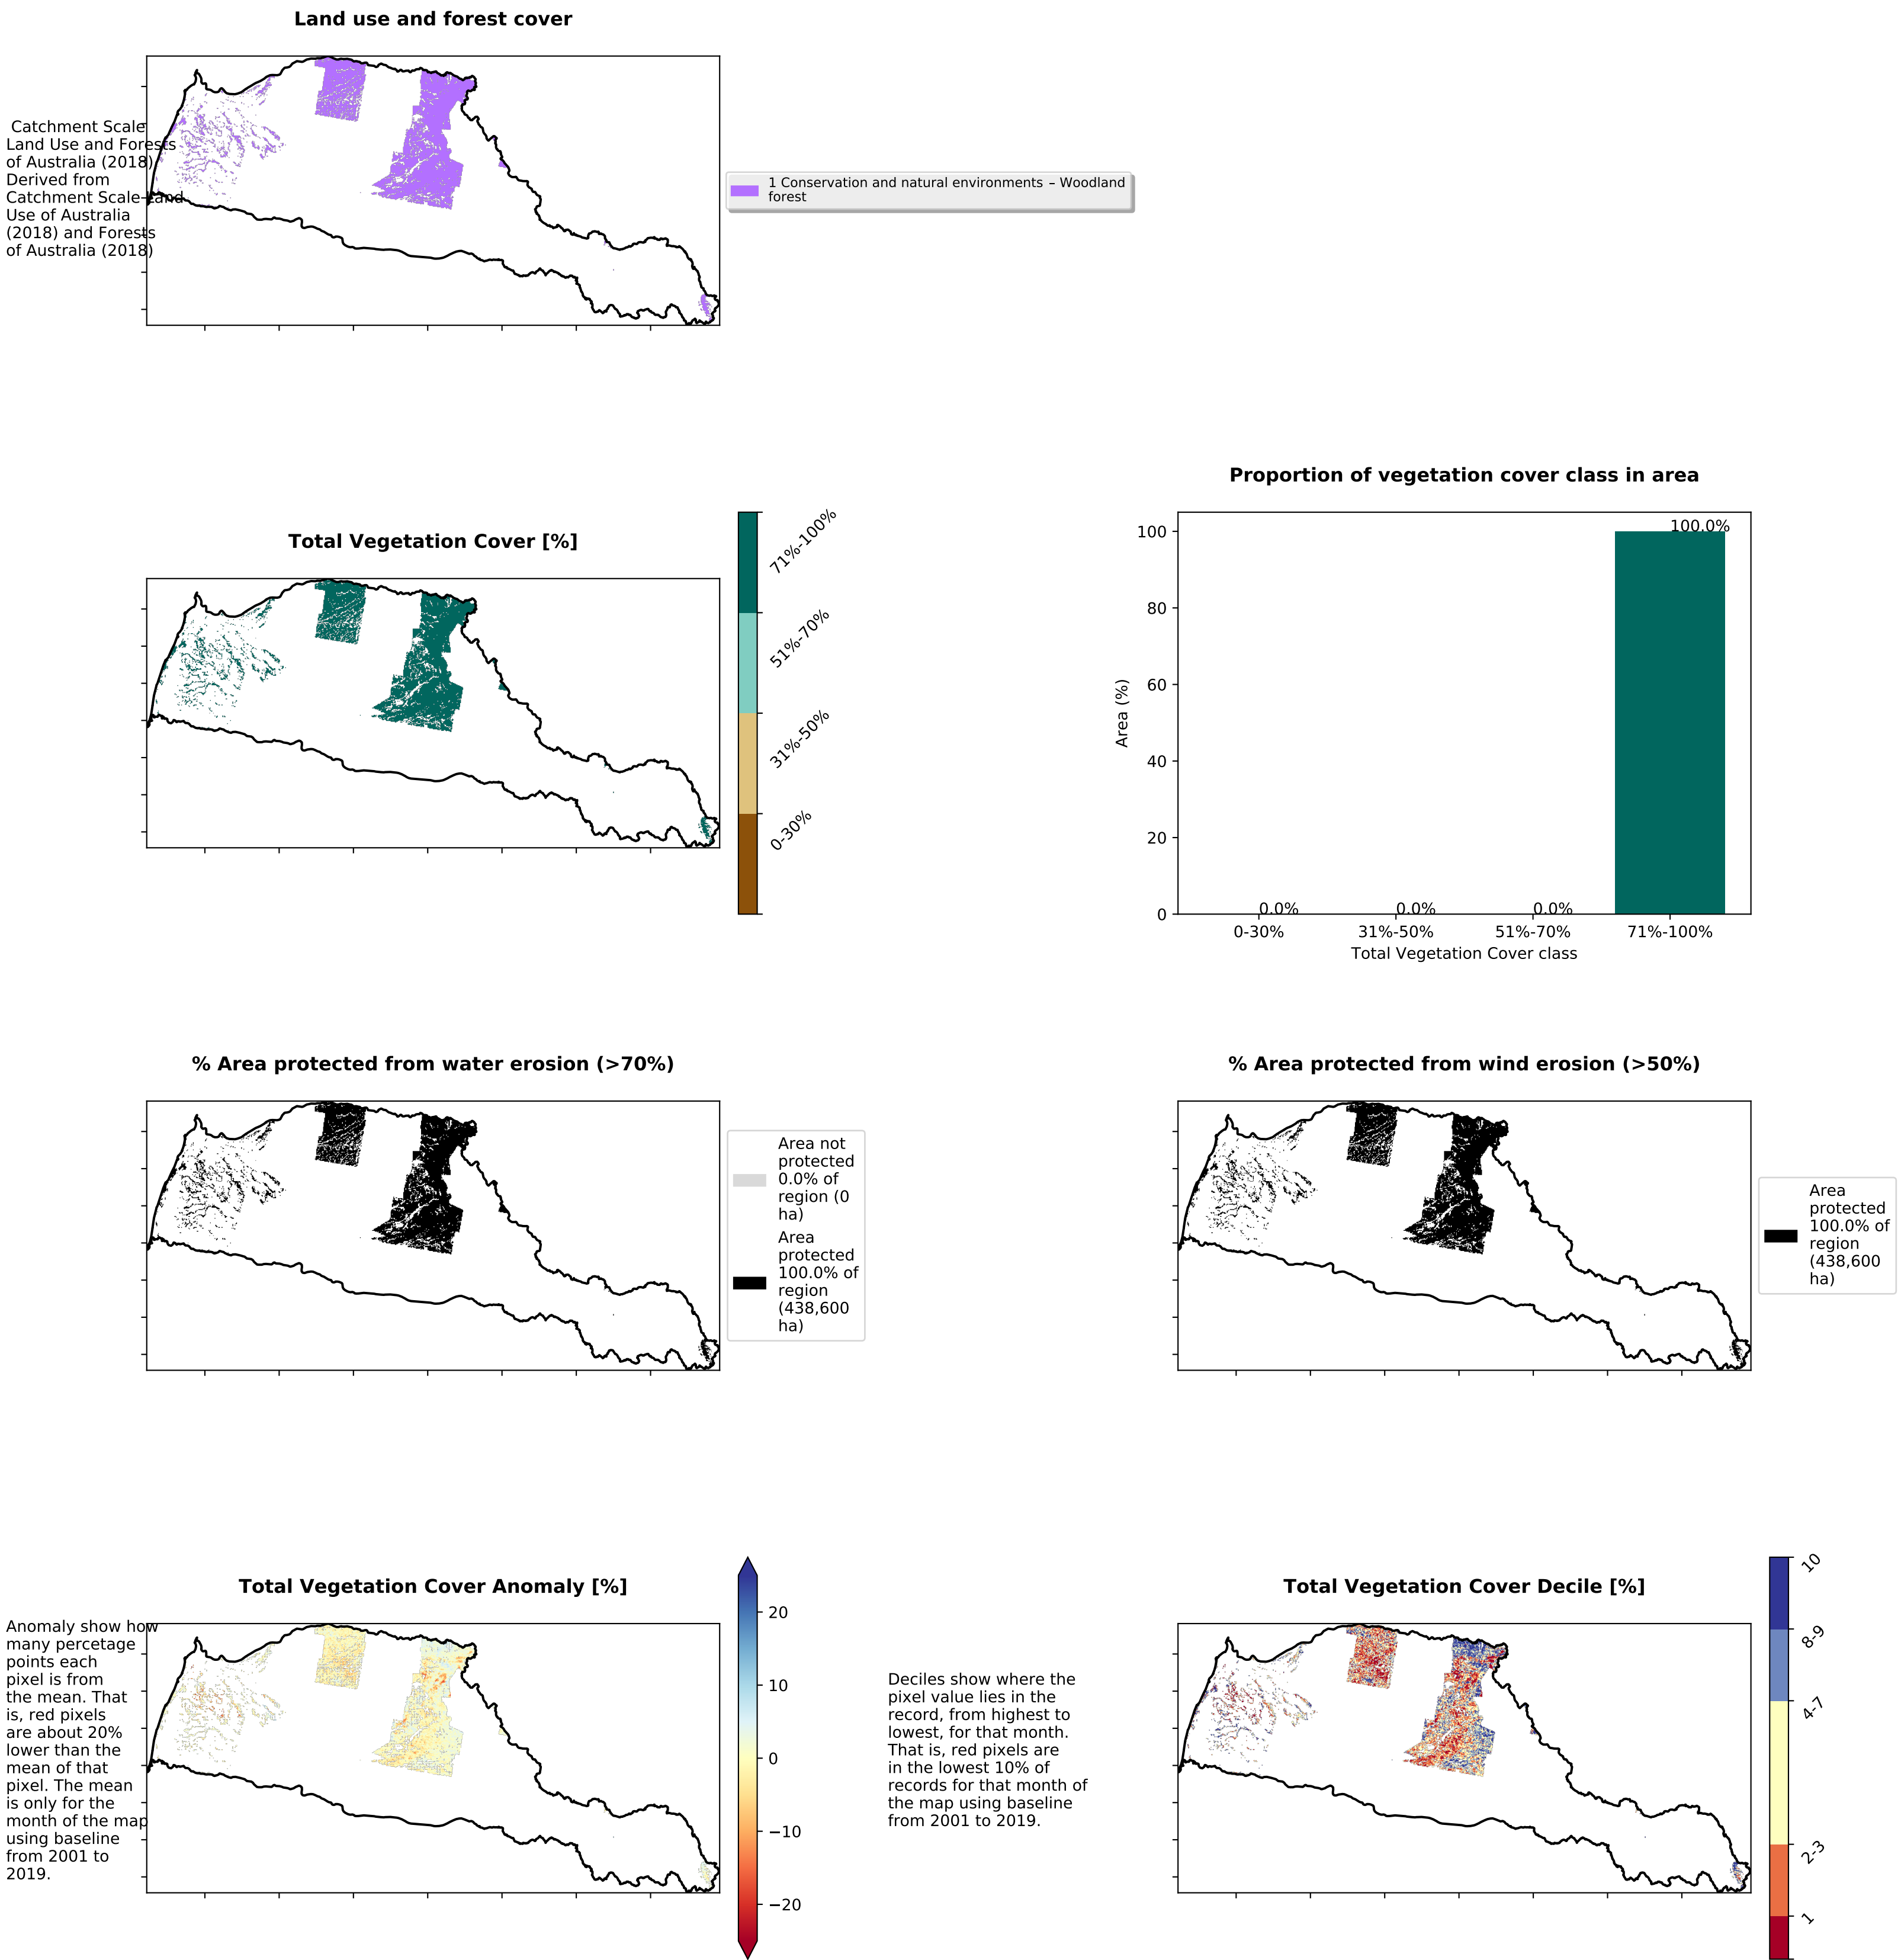 Land use and forest cover
Catchment Scale
Land Use and Forests
of Australia (2018)
Derived from
Catchment Scale Land
Use of Australia
(2018) and Forests
of Australia (2018)
1 Conservation and natural environments – Woodland
forest
Total Vegetation Cover [%]
71%-100%
51%-70%
31%-50%
0-30%
Proportion of vegetation cover class in area
Area (%)
100
80
60
40
20
0
0.0%
0.0%
0.0%
100.0%
0-30%
31%-50%
51%-70%
71%-100%
Total Vegetation Cover class
% Area protected from water erosion (>70%)
Area not
protected
0.0% of
region (0
ha)
Area
protected
100.0% of
region
(438,600
ha)
% Area protected from wind erosion (>50%)
Area
protected
100.0% of
region
(438,600
ha)
Total Vegetation Cover Anomaly [%]
Anomaly show how
many percetage
points each
pixel is from
the mean. That
is, red pixels
are about 20%
lower than the
mean of that
pixel. The mean
is only for the
month of the map
using baseline
from 2001 to
2019.
20
10
0
−10
−20
Deciles show where the
pixel value lies in the
record, from highest to
lowest, for that month.
That is, red pixels are
in the lowest 10% of
records for that month of
the map using baseline
from 2001 to 2019.
Total Vegetation Cover Decile [%]
10
8-9
4-7
2-3
1